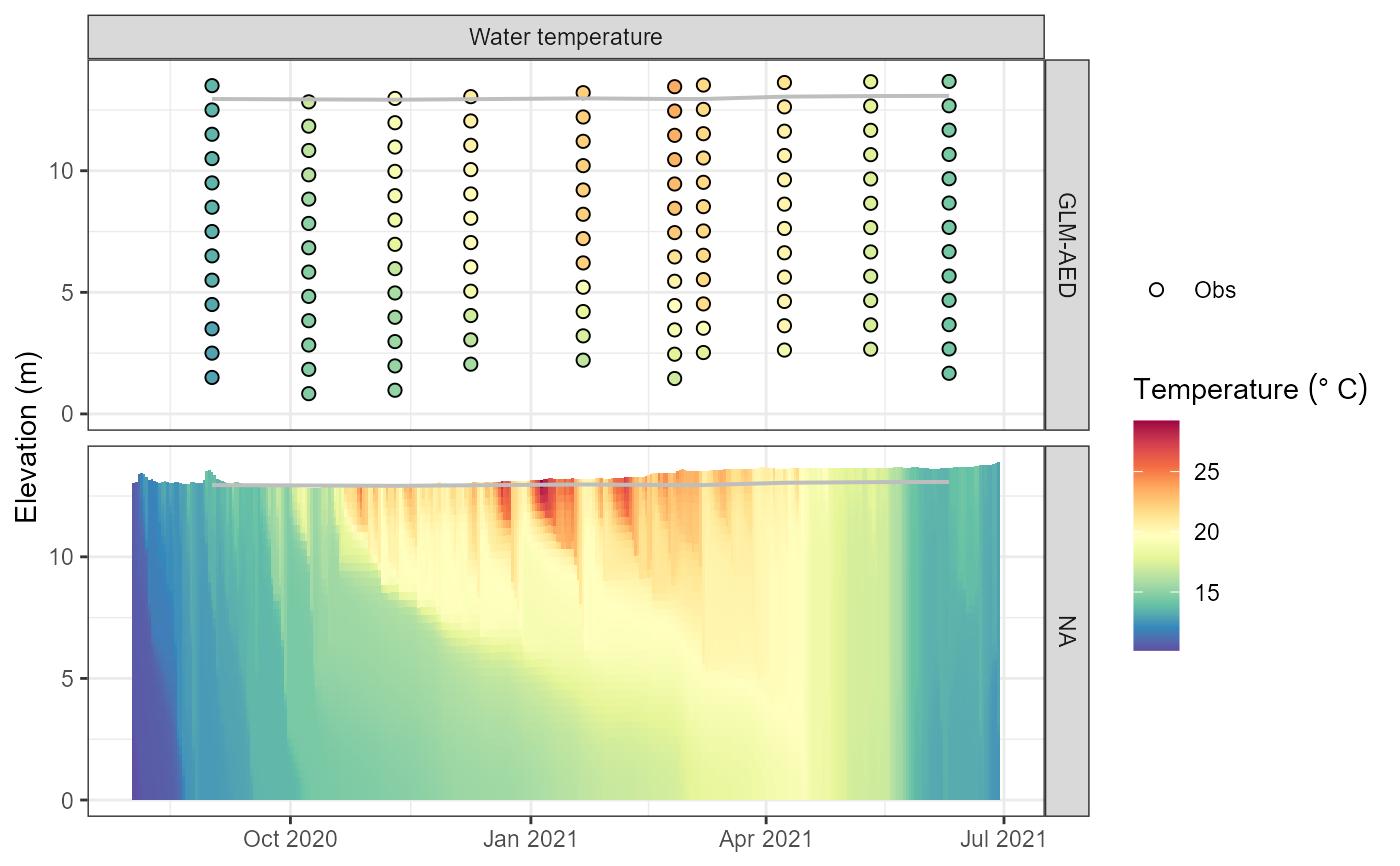 Water temperature
Elevation (m)
10
5
0
GLM-AED
10
5
0
NA
Oct 2020
Jan 2021
Apr 2021
Jul 2021
Obs
Temperature (° C)
25
20
15